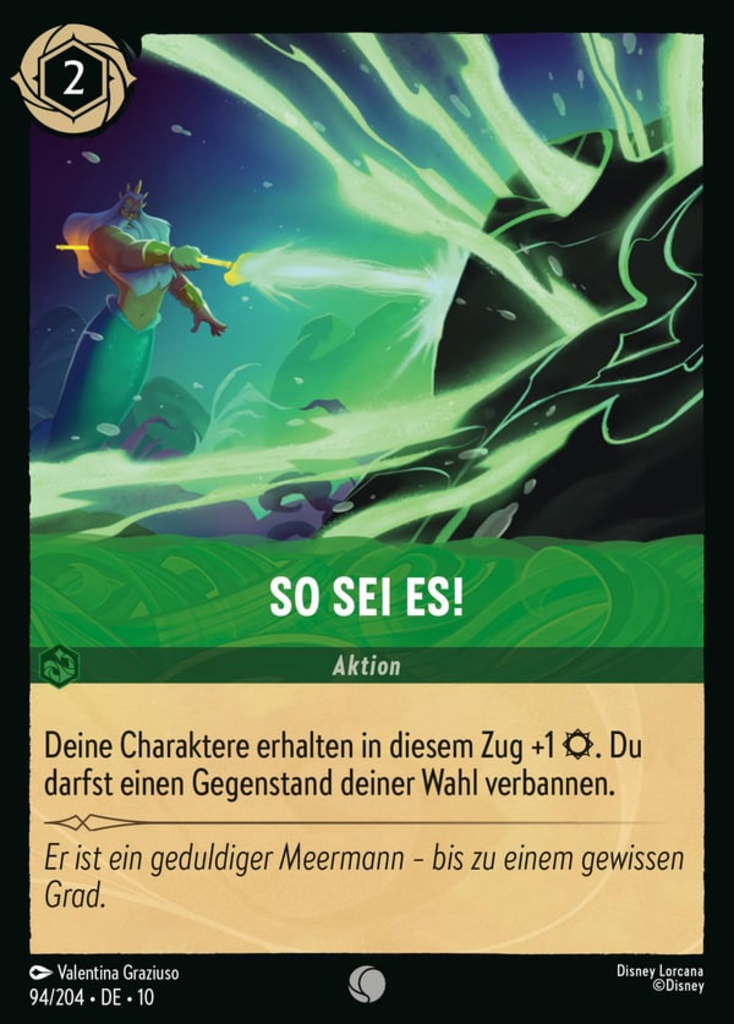 2
SO SEI ES!
Aktion
Deine Charaktere erhalten in diesem Zug +1 . Du
darfst einen Gegenstand deiner Wahl verbannen.
Er ist ein geduldiger Meermann – bis zu einem gewissen
Grad.
Valentina Graziuso
94/204 • DE • 10
Disney Lorcana
©Disney